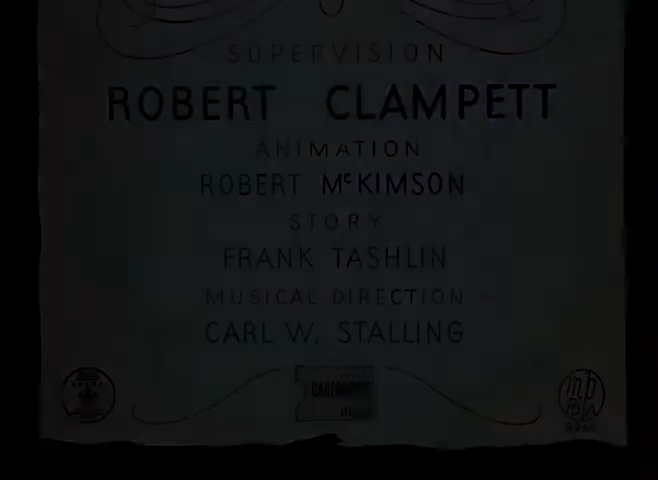 SUPERVISION
ROBERT CLAMPETT
ANIMATION
ROBERT McKIMSON
STORY
FRANK TASHLIN
MUSICAL DIRECTION
CARL W. STALLING